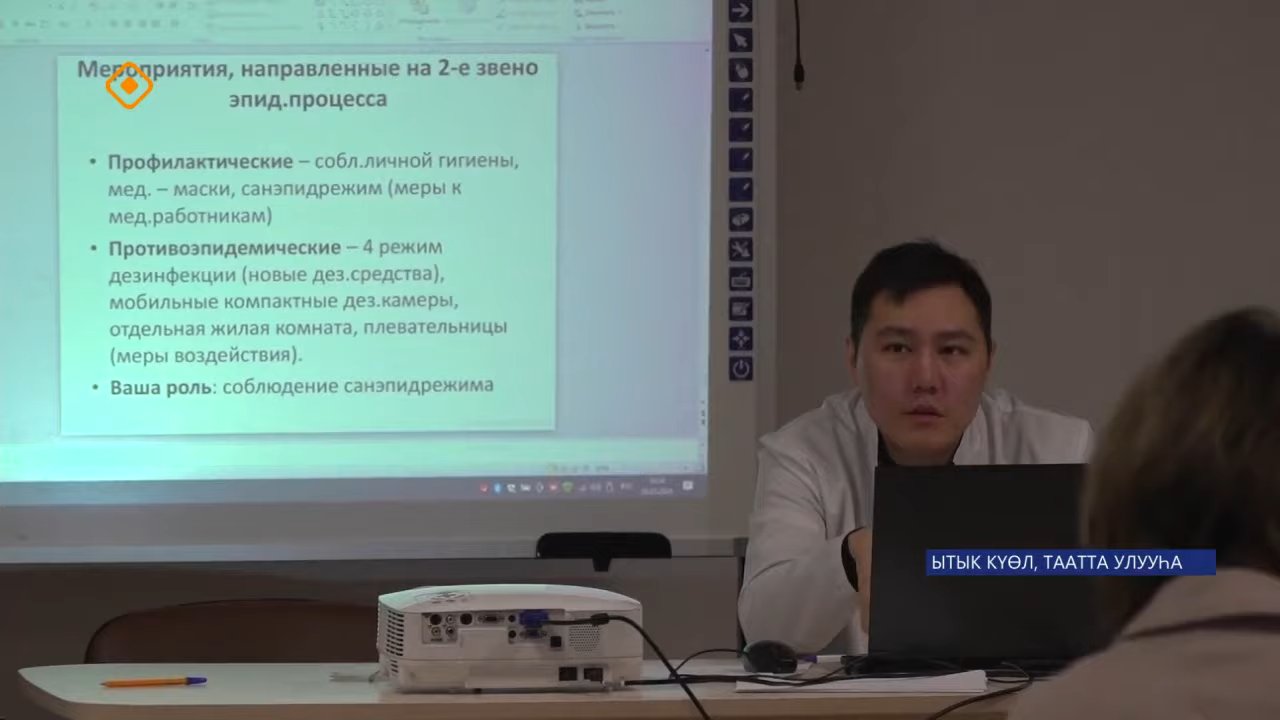 Мероприятия, направленные на 2-е звено
эпид.процесса
• Профилактические – собл.личной гигиены,
мед. – маски, санэпидрежим (меры к
мед.работникам)
• Противоэпидемические – 4 режим
дезинфекции (новые дез.средства),
мобильные компактные дез.камеры,
отдельная жилая комната, плевательницы
(меры воздействия).
• Ваша роль: соблюдение санэпидрежима
ЫТЫК КҮӨЛ, ТААТТА УЛУУҺА